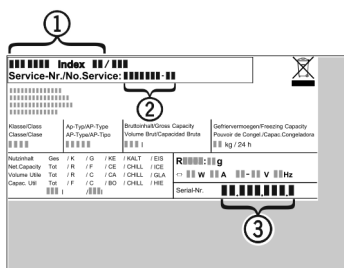 1
Index /
Service-Nr./No.Service: -
2
Klasse/Class
Classe/Clase
Ap-Typ/AP-Type
AP-Type/AP-Tipo
Bruttoinhalt/Gross Capacity
Volume Brut/Capacidad Bruta
l
Gefriervermoegen/Freezing Capacity
Pouvoir de Congel./Capac.Congeladora
kg / 24 h
Nutzinhalt Ges / K / G / KE / KALT / EIS
Net.Capacity Tot / R / F / CE / CHILL / ICE
Volume Utile Tot / R / C / CA / CHILL / GLA
Capac. Util Tot / F / C / BO / CHILL / HIE
l / l
R : g
W A - V Hz
Serial-Nr. . . .
3